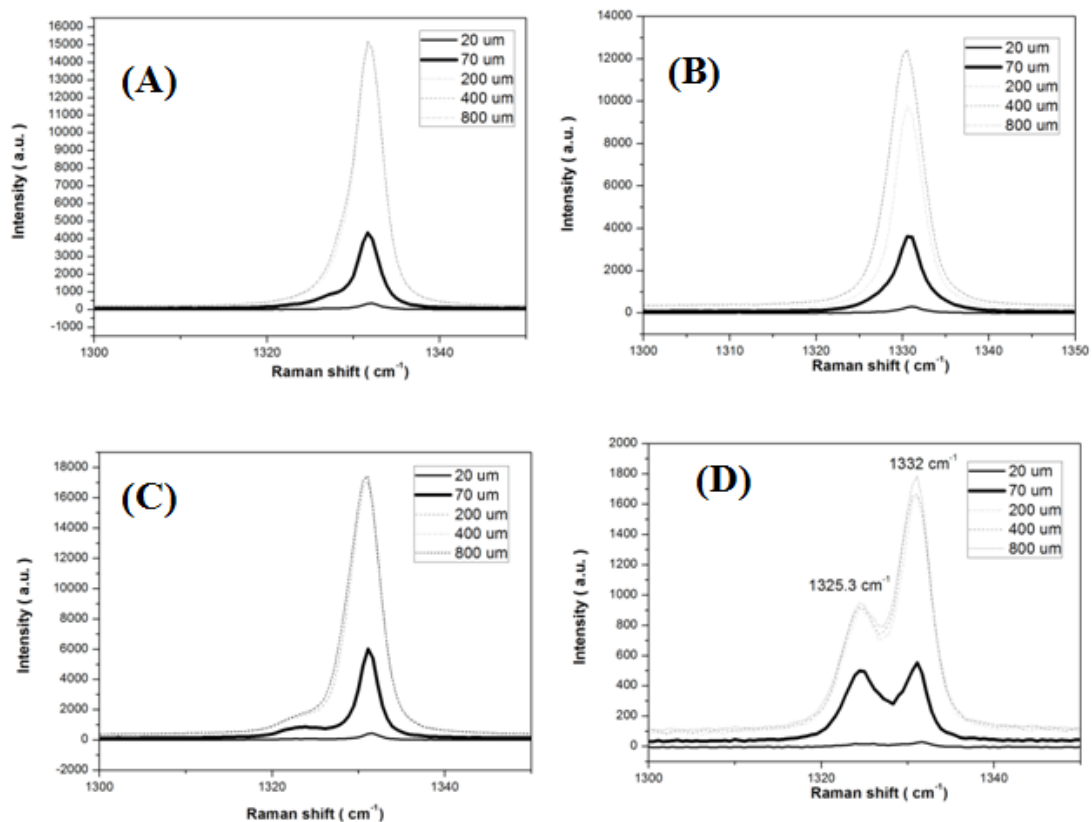 (A)
20 um
70 um
200 um
400 um
800 um
16000
15000
14000
13000
12000
11000
10000
9000
8000
7000
6000
5000
4000
3000
2000
1000
0
-1000
Intensity ( a.u. )
1300 1320 1340
Raman shift ( cm-1)
(B)
20 um
70 um
200 um
400 um
800 um
14000
12000
10000
8000
6000
4000
2000
0
Intensity (a.u.)
1300 1310 1320 1330 1340 1350
Raman shift ( cm-1)
(C)
20 um
70 um
200 um
400 um
800 um
18000
16000
14000
12000
10000
8000
6000
4000
2000
0
-2000
Intensity ( a.u. )
1300 1320 1340
Raman shift ( cm-1)
(D)
1332 cm-1
1325.3 cm-1
20 um
70 um
200 um
400 um
800 um
2000
1800
1600
1400
1200
1000
800
600
400
200
0
Intensity ( a.u. )
1300 1320 1340
Raman shift ( cm-1)